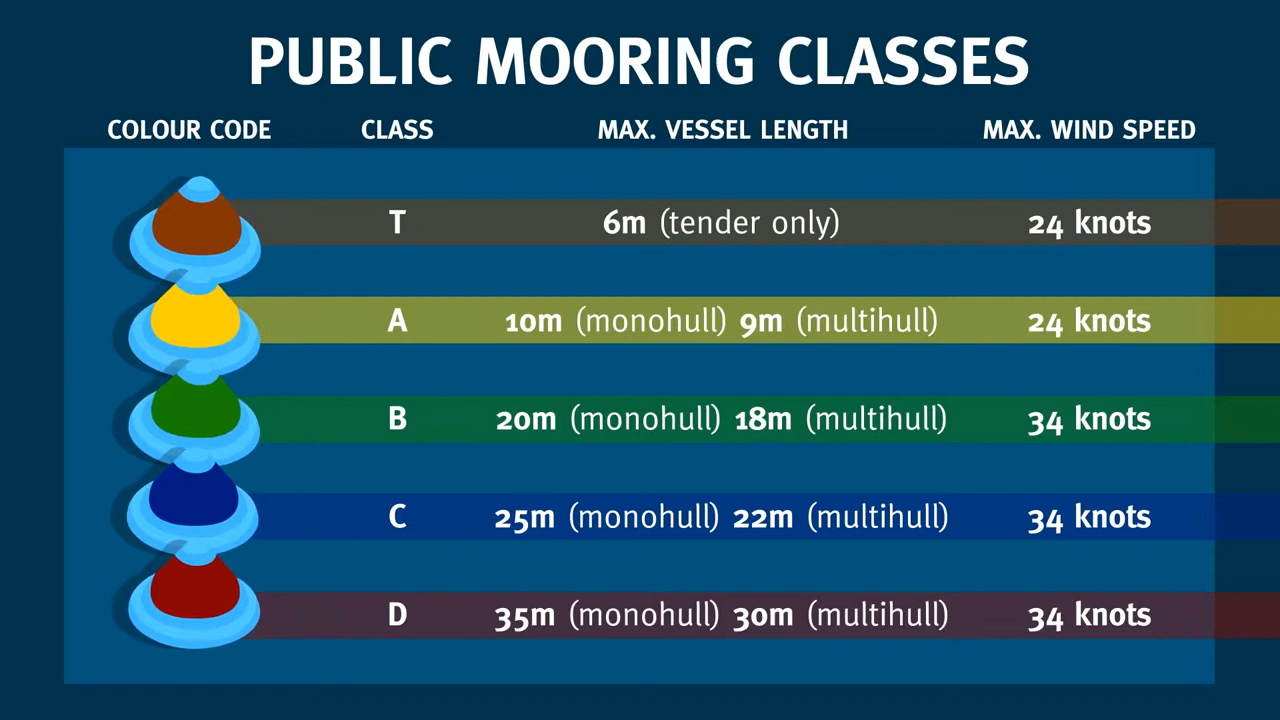 PUBLIC MOORING CLASSES
COLOUR CODE CLASS MAX. VESSEL LENGTH MAX. WIND SPEED
T 6m (tender only) 24 knots
A 10m (monohull) 9m (multihull) 24 knots
B 20m (monohull) 18m (multihull) 34 knots
C 25m (monohull) 22m (multihull) 34 knots
D 35m (monohull) 30m (multihull) 34 knots